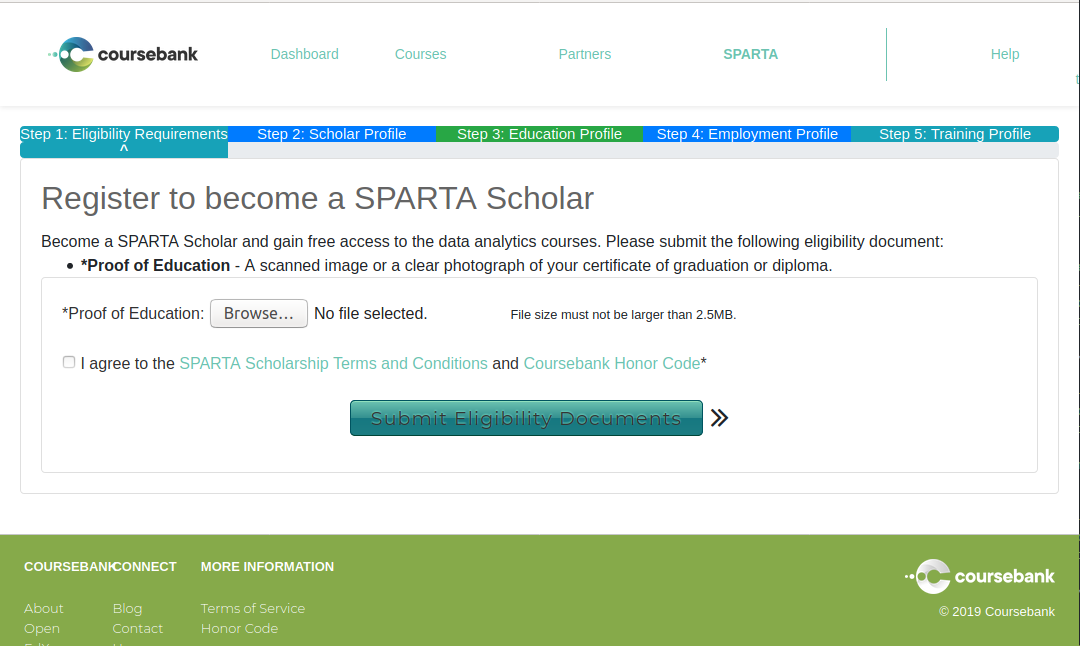 coursebank Dashboard Courses Partners SPARTA Help
Step 1: Eligibility Requirements Step 2: Scholar Profile Step 3: Education Profile Step 4: Employment Profile Step 5: Training Profile
^
Register to become a SPARTA Scholar
Become a SPARTA Scholar and gain free access to the data analytics courses. Please submit the following eligibility document:
• *Proof of Education - A scanned image or a clear photograph of your certificate of graduation or diploma.
*Proof of Education: Browse... No file selected. File size must not be larger than 2.5MB.
I agree to the SPARTA Scholarship Terms and Conditions and Coursebank Honor Code*
Submit Eligibility Documents »
COURSEBANK CONNECT MORE INFORMATION
coursebank
About Blog Terms of Service
© 2019 Coursebank
Open Contact Honor Code